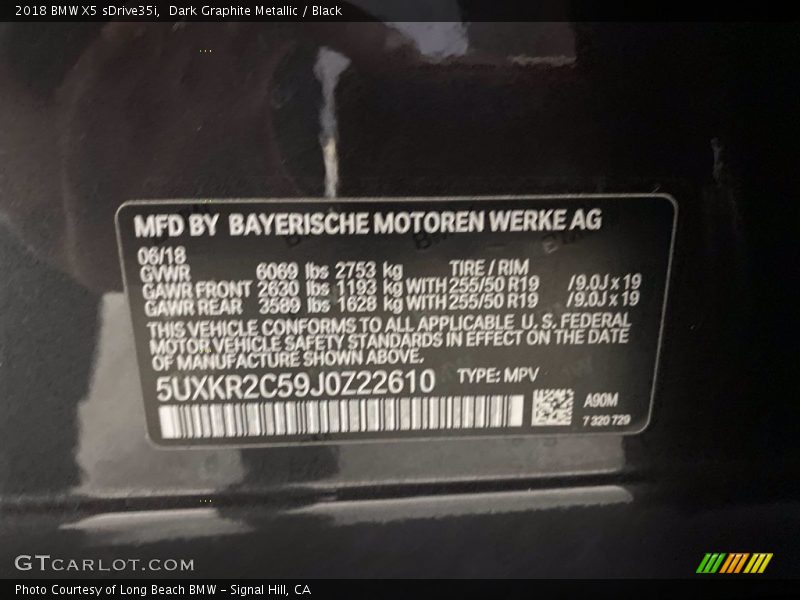 2018 BMW X5 sDrive35i, Dark Graphite Metallic / Black
MFD BY BAYERISCHE MOTOREN WERKE AG
06/18
GVWR 6069 lbs 2753 kg TIRE / RIM
GAWR FRONT 2630 lbs 1193 kg WITH 255/50 R19 /9.0J x 19
GAWR REAR 3589 lbs 1628 kg WITH 255/50 R19 /9.0J x 19
THIS VEHICLE CONFORMS TO ALL APPLICABLE U. S. FEDERAL
MOTOR VEHICLE SAFETY STANDARDS IN EFFECT ON THE DATE
OF MANUFACTURE SHOWN ABOVE.
5UXKR2C59J0Z22610 TYPE: MPV
A90M
7 320 729
GTCARLOT.COM
Photo Courtesy of Long Beach BMW - Signal Hill, CA